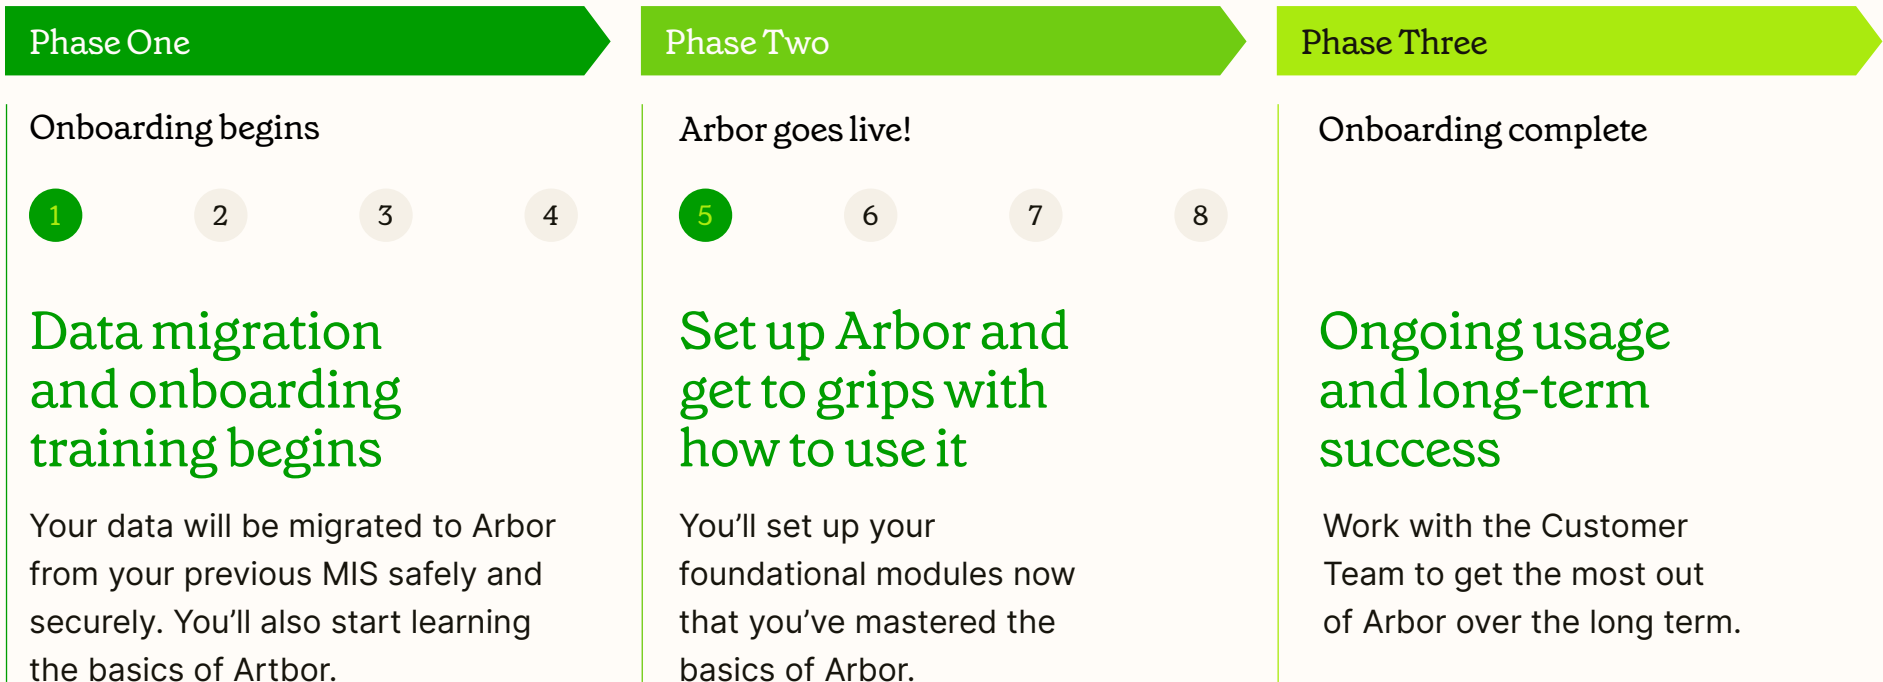 Phase One
Onboarding begins
1 2 3 4
Data migration
and onboarding
training begins
Your data will be migrated to Arbor
from your previous MIS safely and
securely. You’ll also start learning
the basics of Artbor.
Phase Two
Arbor goes live!
5 6 7 8
Set up Arbor and
get to grips with
how to use it
You’ll set up your
foundational modules now
that you’ve mastered the
basics of Arbor.
Phase Three
Onboarding complete
Ongoing usage
and long-term
success
Work with the Customer
Team to get the most out
of Arbor over the long term.